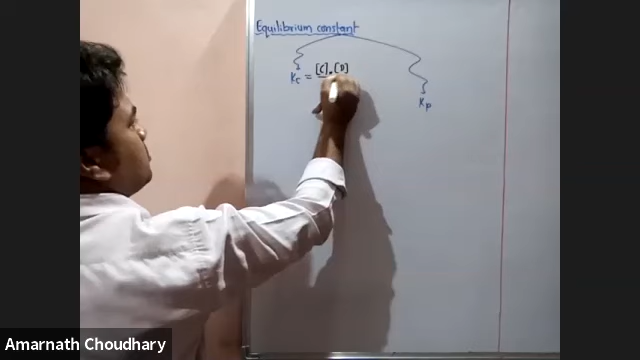 Equilibrium constant
Kc = [C].[D]
Kp
Amarnath Choudhary